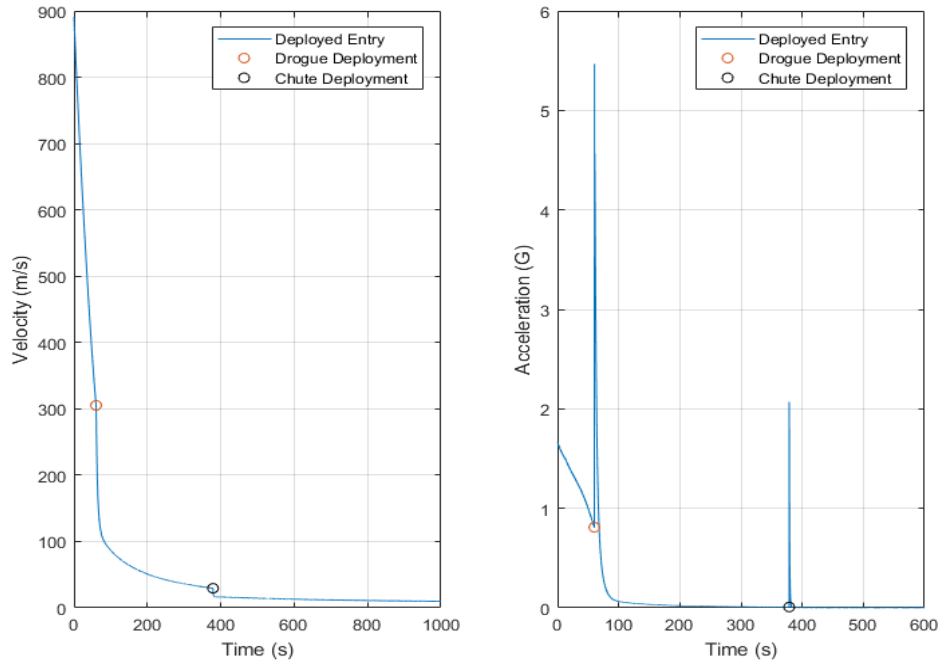 900
800
700
600
500
400
300
200
100
0
Velocity (m/s)
0 200 400 600 800 1000
Time (s)
Deployed Entry
Drogue Deployment
Chute Deployment
6
5
4
3
2
1
0
Acceleration (G)
0 100 200 300 400 500 600
Time (s)
Deployed Entry
Drogue Deployment
Chute Deployment